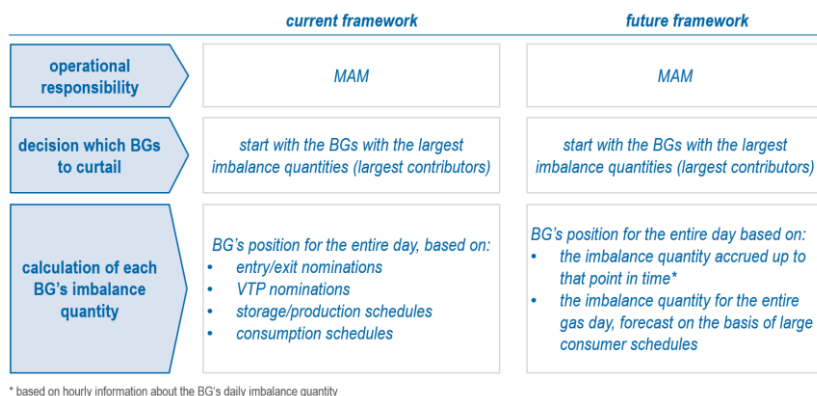 current framework
future framework
operational
responsibility
MAM
MAM
decision which BGs
to curtail
start with the BGs with the largest
imbalance quantities (largest contributors)
start with the BGs with the largest
imbalance quantities (largest contributors)
calculation of each
BG's imbalance
quantity
BG's position for the entire day, based on:
• entry/exit nominations
• VTP nominations
• storage/production schedules
• consumption schedules
BG's position for the entire day based on:
• the imbalance quantity accrued up to
that point in time*
• the imbalance quantity for the entire
gas day, forecast on the basis of large
consumer schedules
* based on hourly information about the BG's daily imbalance quantity